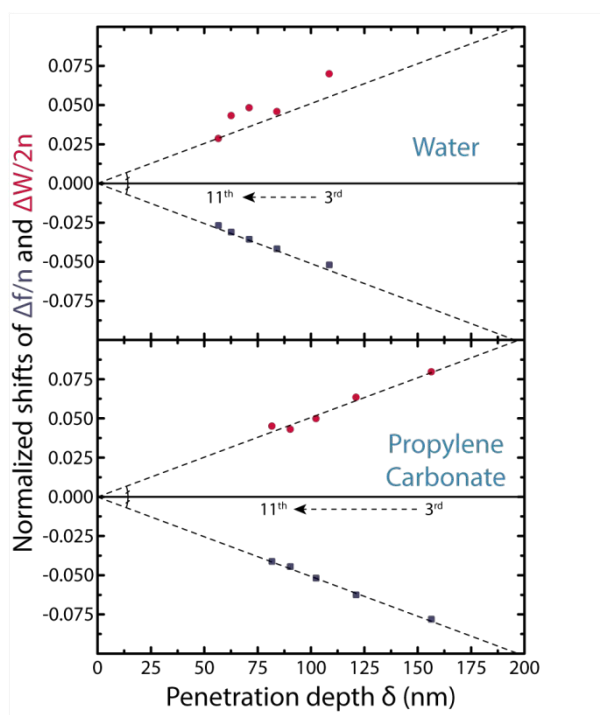 Normalized shifts of Δf/n and ΔW/2n
0.075
0.050
0.025
0.000
-0.025
-0.050
-0.075
Water
11th
3rd
0.075
0.050
0.025
0.000
-0.025
-0.050
-0.075
Propylene
Carbonate
11th
3rd
0 25 50 75 100 125 150 175 200
Penetration depth δ (nm)